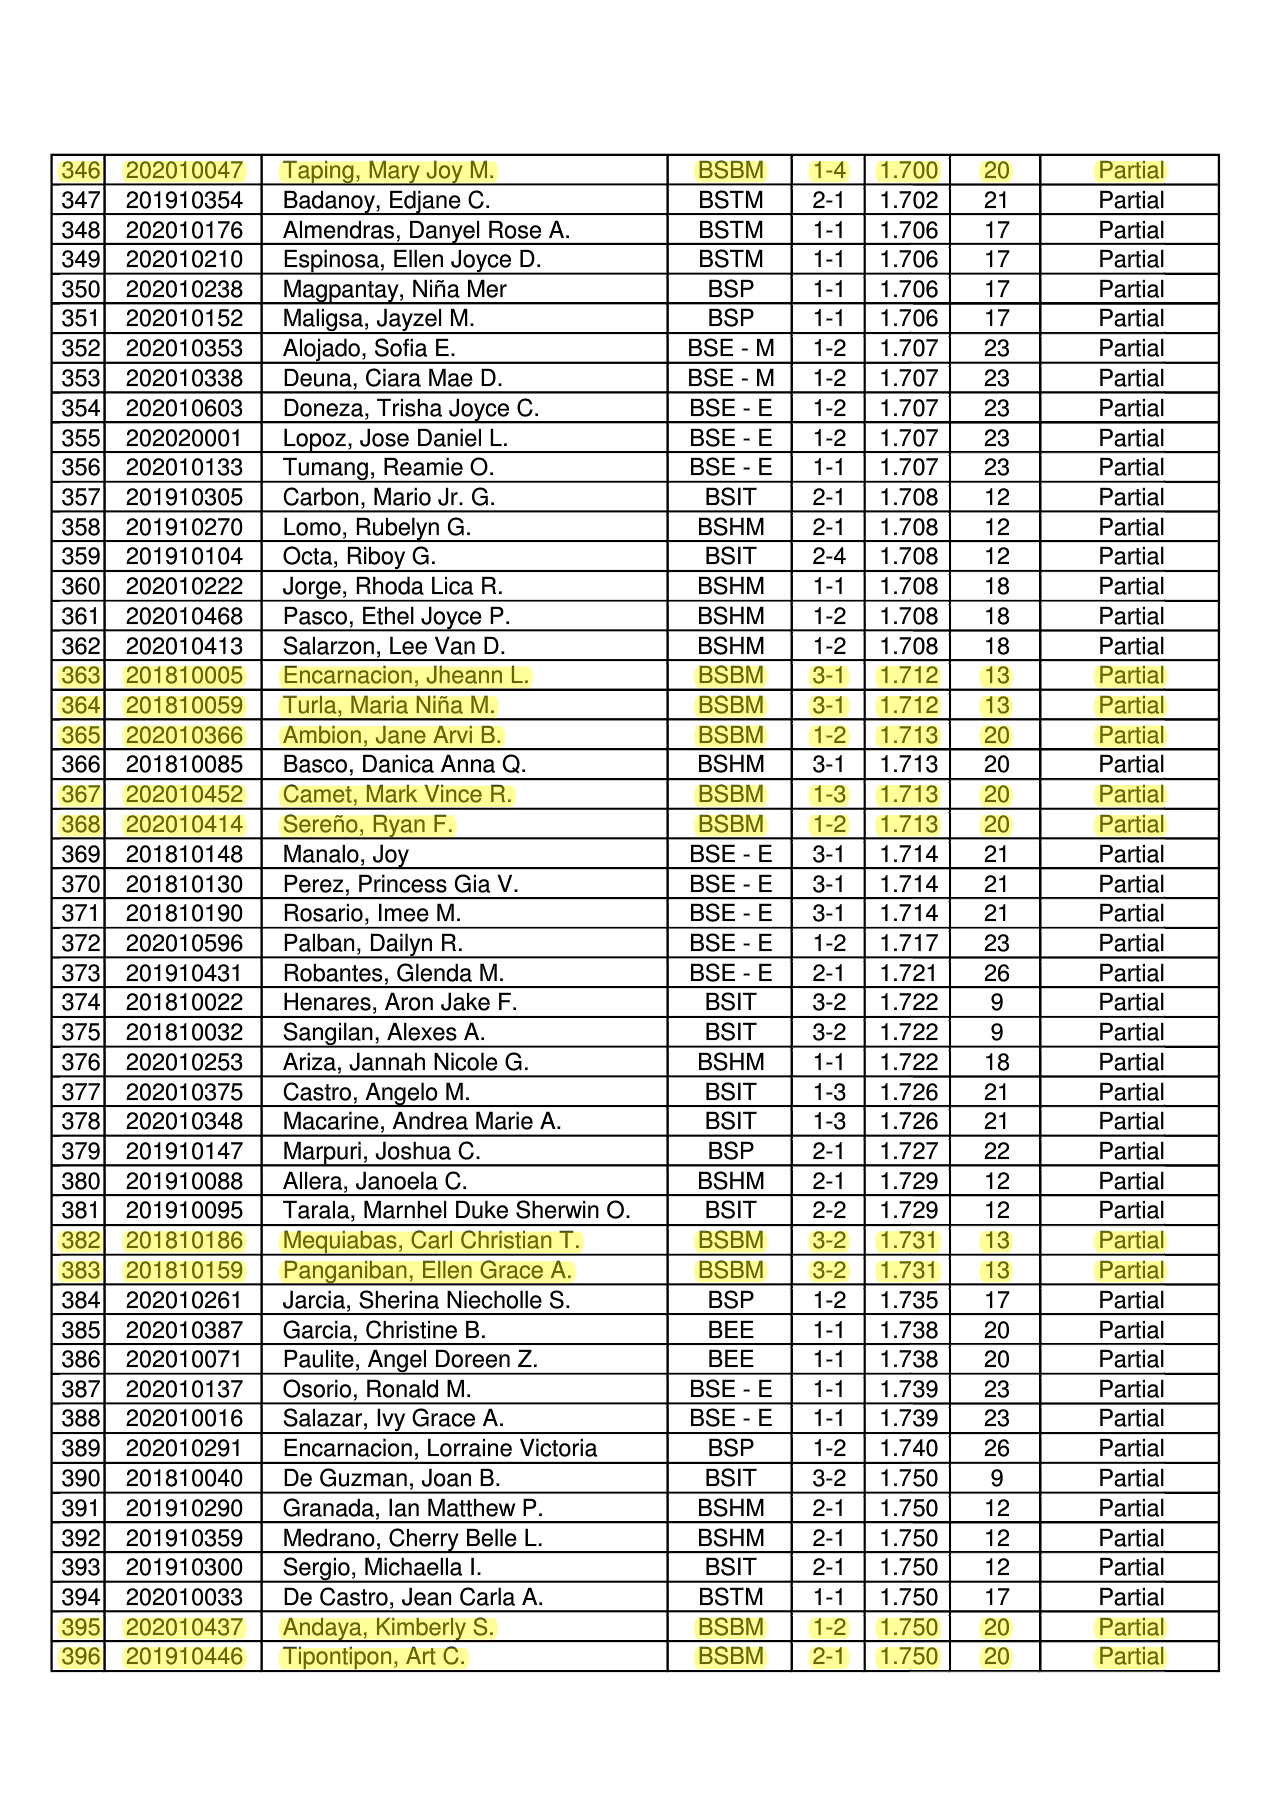 346 202010047 Taping, Mary Joy M. BSBM 1-4 1.700 20 Partial
347 201910354 Badanoy, Edjane C. BSTM 2-1 1.702 21 Partial
348 202010176 Almendras, Danyel Rose A. BSTM 1-1 1.706 17 Partial
349 202010210 Espinosa, Ellen Joyce D. BSTM 1-1 1.706 17 Partial
350 202010238 Magpantay, Niña Mer BSP 1-1 1.706 17 Partial
351 202010152 Maligsa, Jayzel M. BSP 1-1 1.706 17 Partial
352 202010353 Alojado, Sofia E. BSE - M 1-2 1.707 23 Partial
353 202010338 Deuna, Ciara Mae D. BSE - M 1-2 1.707 23 Partial
354 202010603 Doneza, Trisha Joyce C. BSE - E 1-2 1.707 23 Partial
355 202020001 Lopoz, Jose Daniel L. BSE - E 1-2 1.707 23 Partial
356 202010133 Tumang, Reamie O. BSE - E 1-1 1.707 23 Partial
357 201910305 Carbon, Mario Jr. G. BSIT 2-1 1.708 12 Partial
358 201910270 Lomo, Rubelyn G. BSHM 2-1 1.708 12 Partial
359 201910104 Octa, Riboy G. BSIT 2-4 1.708 12 Partial
360 202010222 Jorge, Rhoda Lica R. BSHM 1-1 1.708 18 Partial
361 202010468 Pasco, Ethel Joyce P. BSHM 1-2 1.708 18 Partial
362 202010413 Salarzon, Lee Van D. BSHM 1-2 1.708 18 Partial
363 201810005 Encarnacion, Jheann L. BSBM 3-1 1.712 13 Partial
364 201810059 Turla, Maria Niña M. BSBM 3-1 1.712 13 Partial
365 202010366 Ambion, Jane Arvi B. BSBM 1-2 1.713 20 Partial
366 201810085 Basco, Danica Anna Q. BSHM 3-1 1.713 20 Partial
367 202010452 Camet, Mark Vince R. BSBM 1-3 1.713 20 Partial
368 202010414 Sereño, Ryan F. BSBM 1-2 1.713 20 Partial
369 201810148 Manalo, Joy BSE - E 3-1 1.714 21 Partial
370 201810130 Perez, Princess Gia V. BSE - E 3-1 1.714 21 Partial
371 201810190 Rosario, Imee M. BSE - E 3-1 1.714 21 Partial
372 202010596 Palban, Dailyn R. BSE - E 1-2 1.717 23 Partial
373 201910431 Robantes, Glenda M. BSE - E 2-1 1.721 26 Partial
374 201810022 Henares, Aron Jake F. BSIT 3-2 1.722 9 Partial
375 201810032 Sangilan, Alexes A. BSIT 3-2 1.722 9 Partial
376 202010253 Ariza, Jannah Nicole G. BSHM 1-1 1.722 18 Partial
377 202010375 Castro, Angelo M. BSIT 1-3 1.726 21 Partial
378 202010348 Macarine, Andrea Marie A. BSIT 1-3 1.726 21 Partial
379 201910147 Marpuri, Joshua C. BSP 2-1 1.727 22 Partial
380 201910088 Allera, Janoela C. BSHM 2-1 1.729 12 Partial
381 201910095 Tarala, Marnhel Duke Sherwin O. BSIT 2-2 1.729 12 Partial
382 201810186 Mequiabas, Carl Christian T. BSBM 3-2 1.731 13 Partial
383 201810159 Panganiban, Ellen Grace A. BSBM 3-2 1.731 13 Partial
384 202010261 Jarcia, Sherina Niecholle S. BSP 1-2 1.735 17 Partial
385 202010387 Garcia, Christine B. BEE 1-1 1.738 20 Partial
386 202010071 Paulite, Angel Doreen Z. BEE 1-1 1.738 20 Partial
387 202010137 Osorio, Ronald M. BSE - E 1-1 1.739 23 Partial
388 202010016 Salazar, Ivy Grace A. BSE - E 1-1 1.739 23 Partial
389 202010291 Encarnacion, Lorraine Victoria BSP 1-2 1.740 26 Partial
390 201810040 De Guzman, Joan B. BSIT 3-2 1.750 9 Partial
391 201910290 Granada, Ian Matthew P. BSHM 2-1 1.750 12 Partial
392 201910359 Medrano, Cherry Belle L. BSHM 2-1 1.750 12 Partial
393 201910300 Sergio, Michaella I. BSIT 2-1 1.750 12 Partial
394 202010033 De Castro, Jean Carla A. BSTM 1-1 1.750 17 Partial
395 202010437 Andaya, Kimberly S. BSBM 1-2 1.750 20 Partial
396 201910446 Tipontipon, Art C. BSBM 2-1 1.750 20 Partial